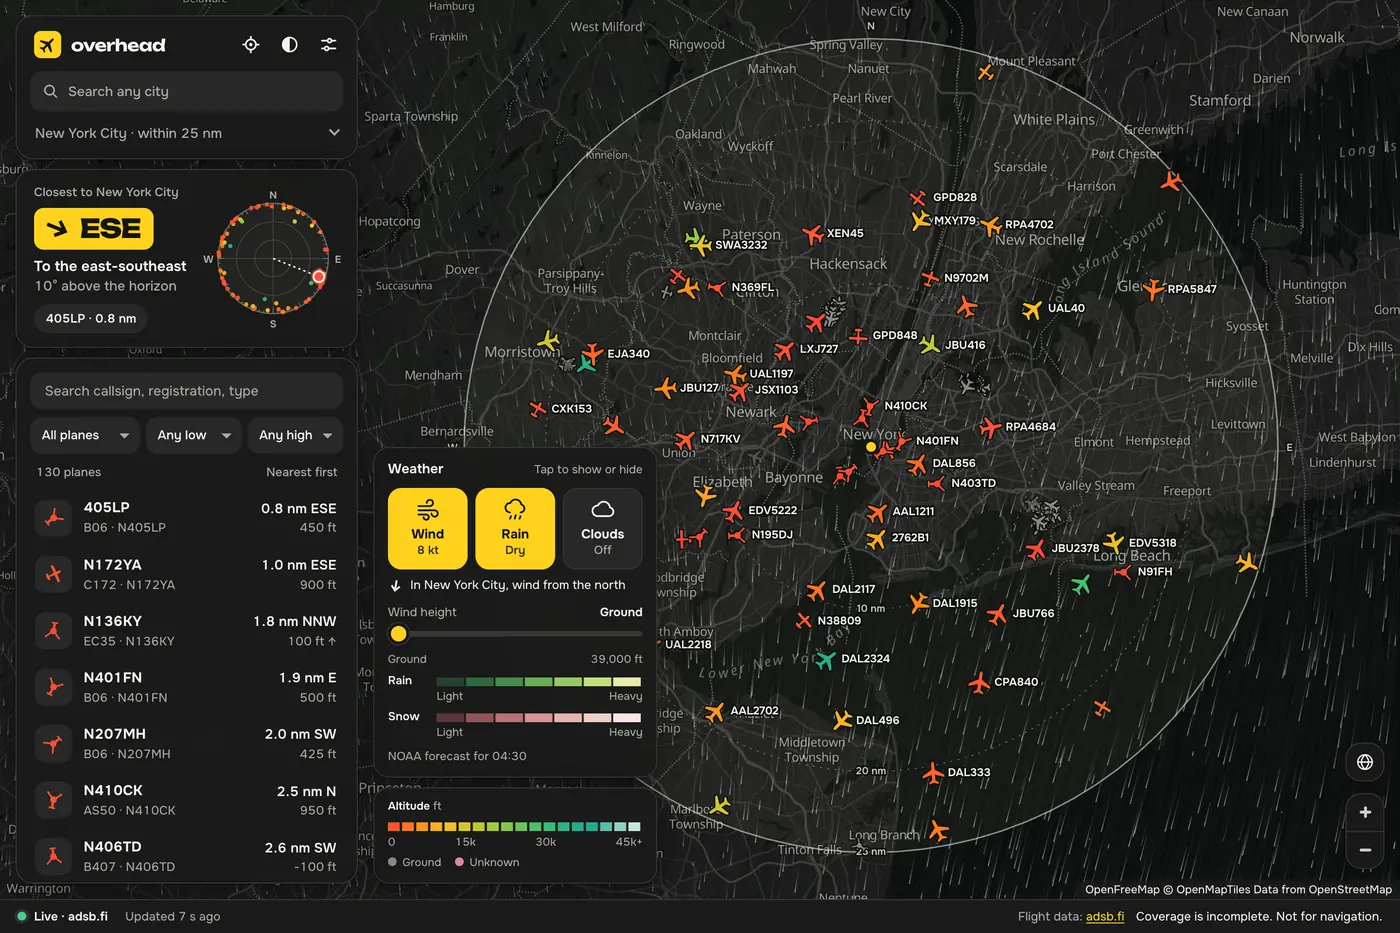 overhead
Search any city
New York City · within 25 nm
Closest to New York City
ESE
To the east-southeast
10° above the horizon
405LP · 0.8 nm
N
W
E
S
Search callsign, registration, type
All planes
Any low
Any high
130 planes
Nearest first
405LP
0.8 nm ESE
B06 · N405LP
450 ft
N172YA
1.0 nm ESE
C172 · N172YA
900 ft
N136KY
1.8 nm NNW
EC35 · N136KY
100 ft ↑
N401FN
1.9 nm E
B06 · N401FN
500 ft
N207MH
2.0 nm SW
B06 · N207MH
425 ft
N410CK
2.5 nm N
AS50 · N410CK
950 ft
N406TD
2.6 nm SW
B407 · N406TD
-100 ft
Weather
Tap to show or hide
Wind
8 kt
Rain
Dry
Clouds
Off
In New York City, wind from the north
Wind height
Ground
Ground
39,000 ft
Rain
Light
Heavy
Snow
Light
Heavy
NOAA forecast for 04:30
Altitude ft
0
15k
30k
45k+
Ground
Unknown
Hamburg
Franklin
West Milford
Ringwood
New City
N
Spring Valley
Nanuet
Mahwah
Pearl River
Mount Pleasant
New Canaan
Norwalk
Darien
Stamford
White Plains
Greenwich
Port Chester
Scarsdale
Harrison
Sparta Township
Oakland
Wyckoff
Kinnelon
Wayne
Paterson
Hackensack
Hopatcong
Dover
Succasunna
Parsippany-
Troy Hills
Clifton
New Rochelle
Long Island Sound
Huntington
Station
Syosset
Melville
Dix Hills
Hicksville
Levittown
West Babylon
Lindenhurst
E
Morristown
Mendham
Montclair
Bloomfield
Newark
Bernardsville
Union
Elizabeth
Bayonne
New York
Elmont
Hempstead
Valley Stream
Freeport
Long Beach
Lower New York Bay
Middletown
Township
Long Branch
Tinton Falls
Neptune
Warrington
Oxford
10 nm
20 nm
25 nm
GPD828
MXY179
RPA4702
XEN45
SWA3232
N369FL
N9702M
RPA5847
UAL40
GPD848
JBU416
LXJ727
EJA340
UAL1197
JBU127
JSX1103
CXK153
N410CK
N717KV
N401FN
RPA4684
DAL856
N403TD
EDV5222
AAL1211
N195DJ
2762B1
JBU2378
EDV5318
N91FH
DAL2117
N38809
DAL1915
JBU766
UAL2218
DAL2324
CPA840
AAL2702
DAL496
DAL333
OpenFreeMap © OpenMapTiles Data from OpenStreetMap
Live · adsb.fi
Updated 7 s ago
Flight data: adsb.fi
Coverage is incomplete. Not for navigation.